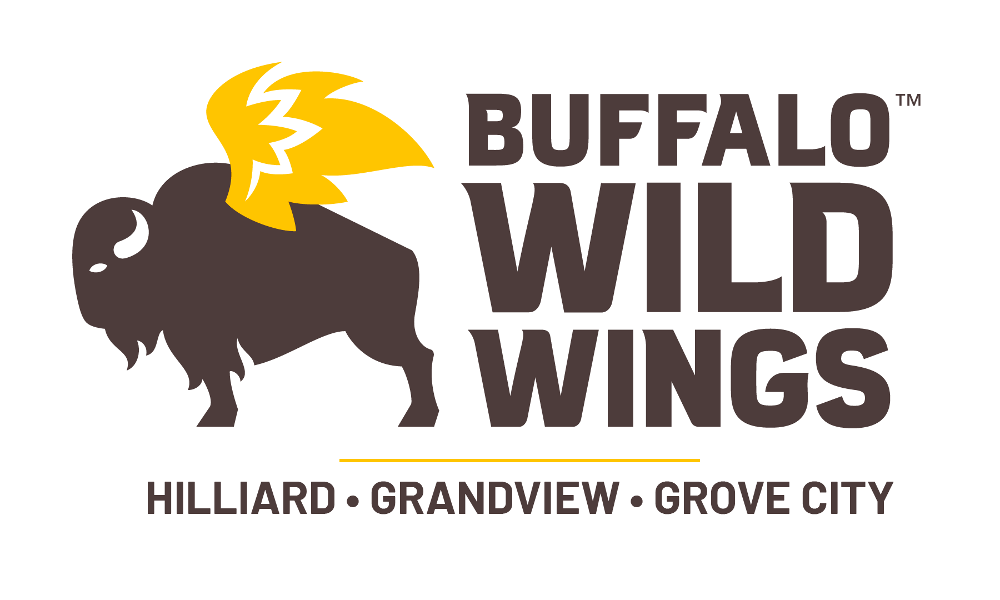 BUFFALO™
WILD
WINGS
HILLIARD • GRANDVIEW • GROVE CITY